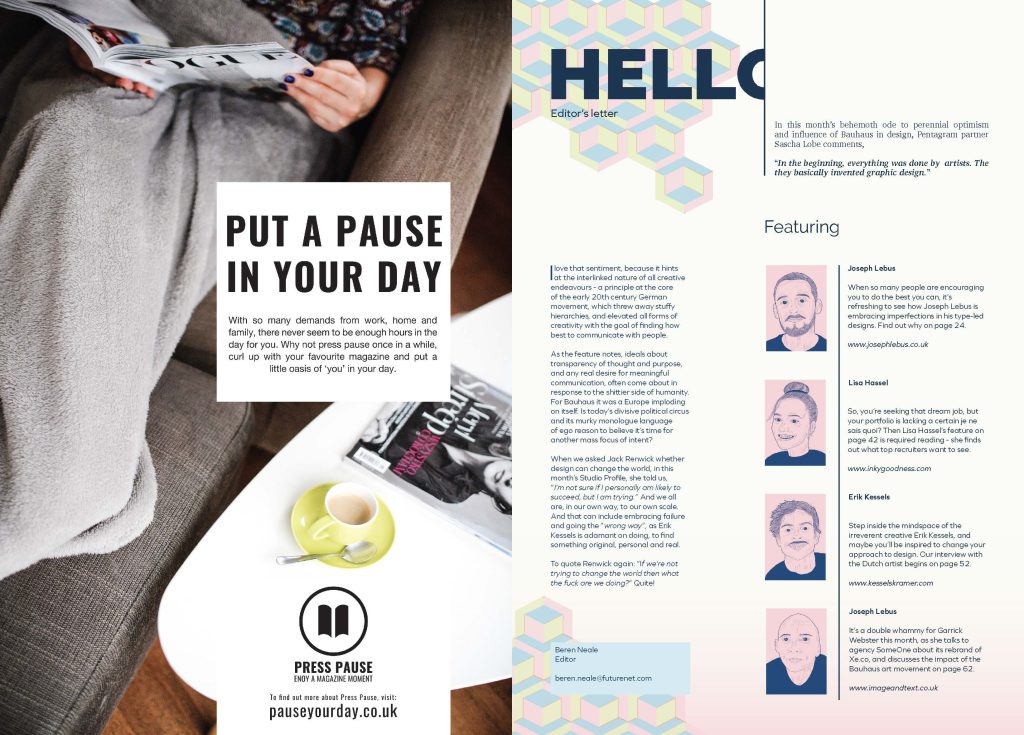 VOGUE
PUT A PAUSE
IN YOUR DAY
With so many demands from work, home and
family, there never seem to be enough hours in the
day for you. Why not press pause once in a while,
curl up with your favourite magazine and put a
little oasis of ‘you’ in your day.
PRESS PAUSE
ENOY A MAGAZINE MOMENT
To find out more about Press Pause, visit:
pauseyourday.co.uk
HELLO
Editor’s letter
In this month’s behemoth ode to perennial optimism
and influence of Bauhaus in design, Pentagram partner
Sascha Lobe comments,
“In the beginning, everything was done by artists. The
they basically invented graphic design.”
I love that sentiment, because it hints
at the interlinked nature of all creative
endeavours - a principle at the core
of the early 20th century German
movement, which threw away stuffy
hierarchies, and elevated all forms of
creativity with the goal of finding how
best to communicate with people.
As the feature notes, ideals about
transparency of thought and purpose,
and any real desire for meaningful
communication, often come about in
response to the shittier side of humanity.
For Bauhaus it was a Europe imploding
on itself. Is today’s divisive political circus
and its murky monologue language
of ego reason to believe it’s time for
another mass focus of intent?
When we asked Jack Renwick whether
design can change the world, in this
month’s Studio Profile, she told us,
“I’m not sure if I personally am likely to
succeed, but I am trying.” And we all
are, in our own way, to our own scale.
And that can include embracing failure
and going the “wrong way”, as Erik
Kessels is adamant on doing, to find
something original, personal and real.
To quote Renwick again: “If we’re not
trying to change the world then what
the fuck are we doing?” Quite!
Beren Neale
Editor
beren.neale@futurenet.com
Featuring
Joseph Lebus
When so many people are encouraging
you to do the best you can, it’s
refreshing to see how Joseph Lebus is
embracing imperfections in his type-led
designs. Find out why on page 24.
www.josephlebus.co.uk
Lisa Hassel
So, you’re seeking that dream job, but
your portfolio is lacking a certain je ne
sais quoi? Then Lisa Hassel’s feature on
page 42 is required reading - she finds
out what top recruiters want to see.
www.inkygoodness.com
Erik Kessels
Step inside the mindspace of the
irreverent creative Erik Kessels, and
maybe you’ll be inspired to change your
approach to design. Our interview with
the Dutch artist begins on page 52.
www.kesselskramer.com
Joseph Lebus
It’s a double whammy for Garrick
Webster this month, as she talks to
agency SomeOne about its rebrand of
Xe.co, and discusses the impact of the
Bauhaus art movement on page 62.
www.imageandtext.co.uk